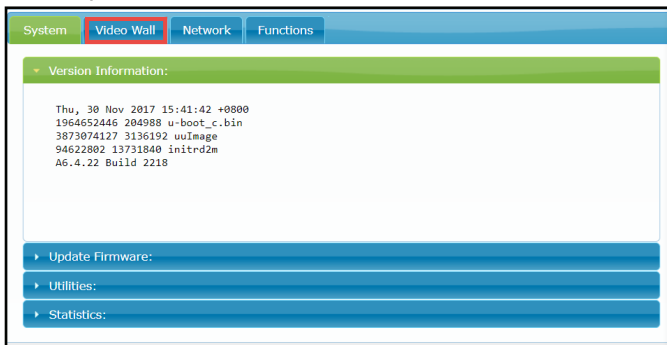 System Video Wall Network Functions
Version Information:
Thu, 30 Nov 2017 15:41:42 +0800
1964652446 204988 u-boot_c.bin
3873074127 3136192 uuImage
94622802 13731840 initrd2m
A6.4.22 Build 2218
Update Firmware:
Utilities:
Statistics: